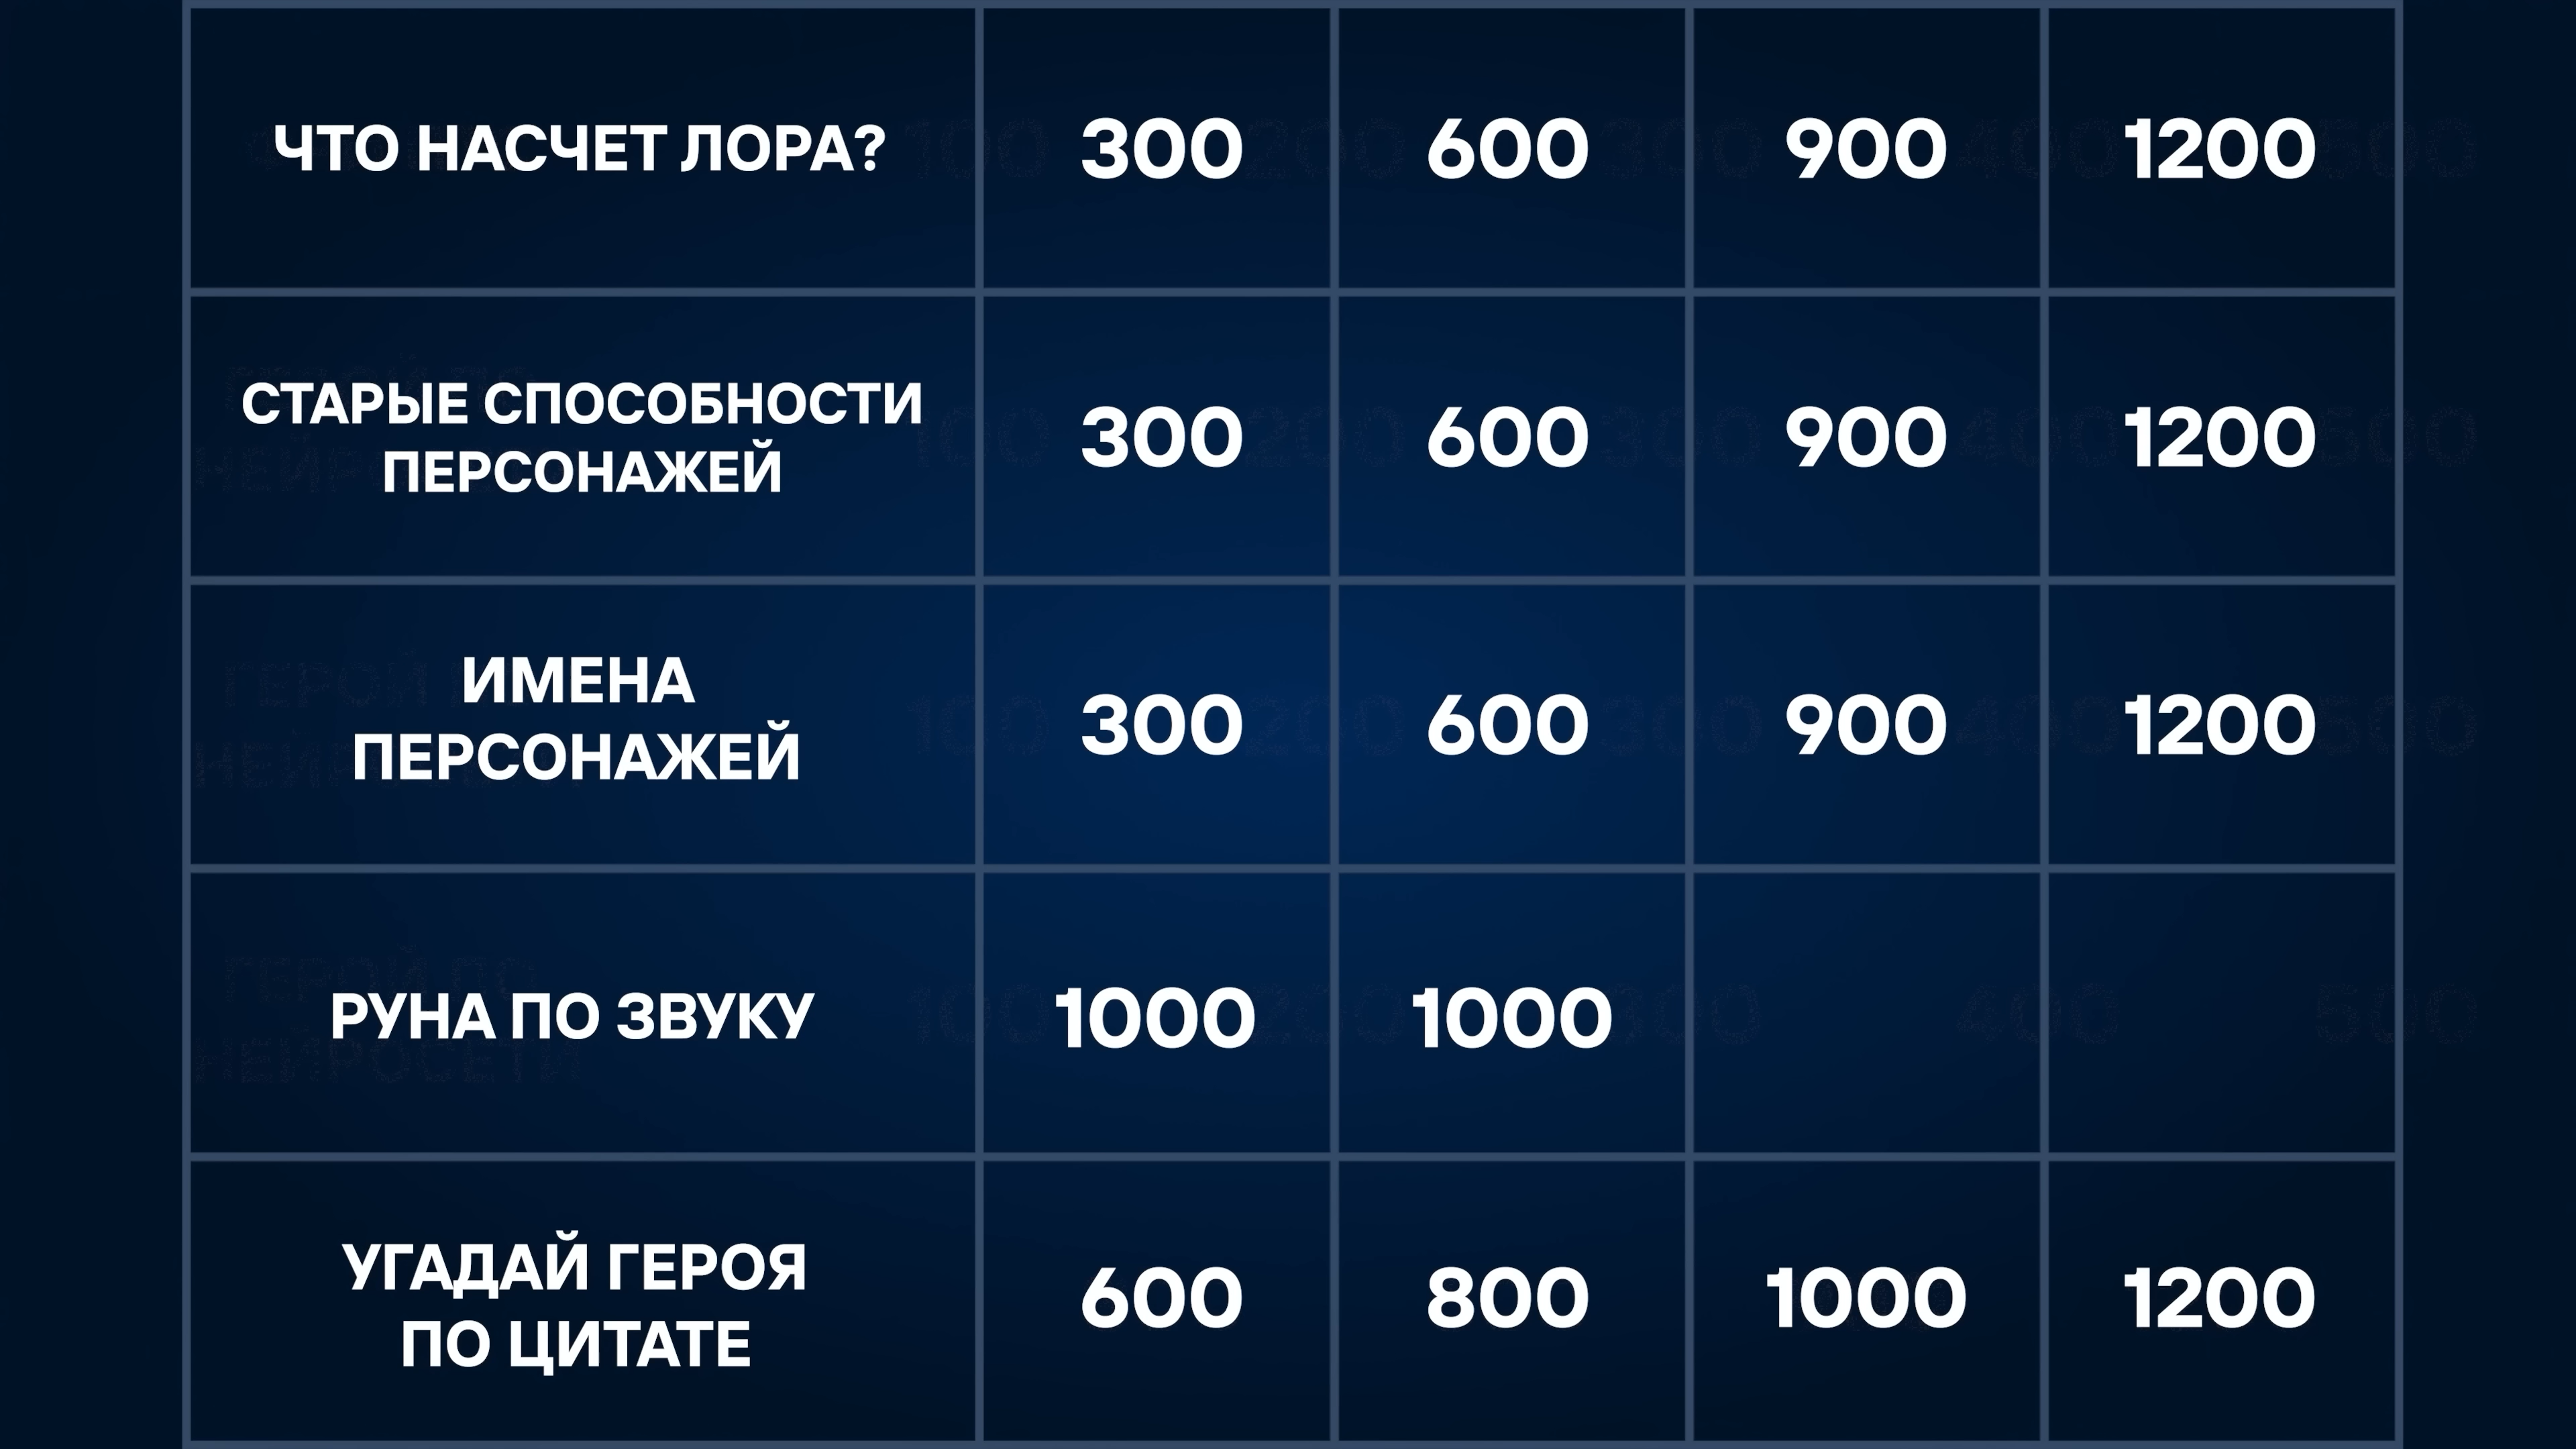 ЧТО НАСЧЕТ ЛОРА? 300 600 900 1200
СТАРЫЕ СПОСОБНОСТИ
ПЕРСОНАЖЕЙ 300 600 900 1200
ИМЕНА
ПЕРСОНАЖЕЙ 300 600 900 1200
РУНА ПО ЗВУКУ 1000 1000
УГАДАЙ ГЕРОЯ
ПО ЦИТАТЕ 600 800 1000 1200